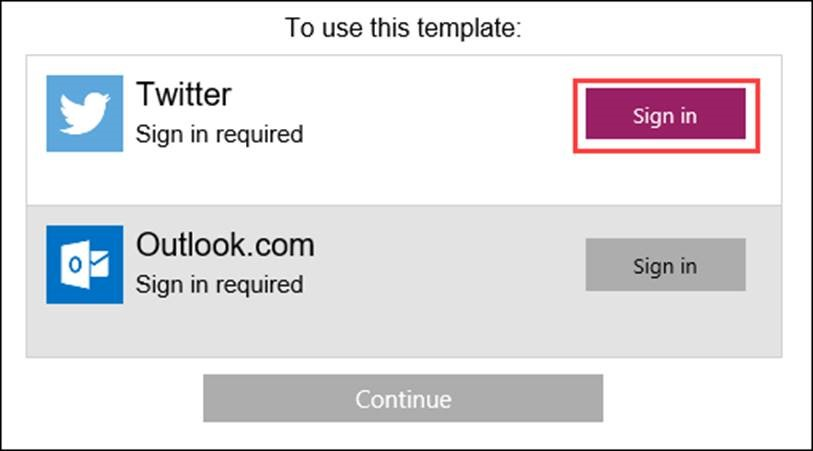 To use this template:
Twitter
Sign in required
Sign in
Outlook.com
Sign in required
Sign in
Continue